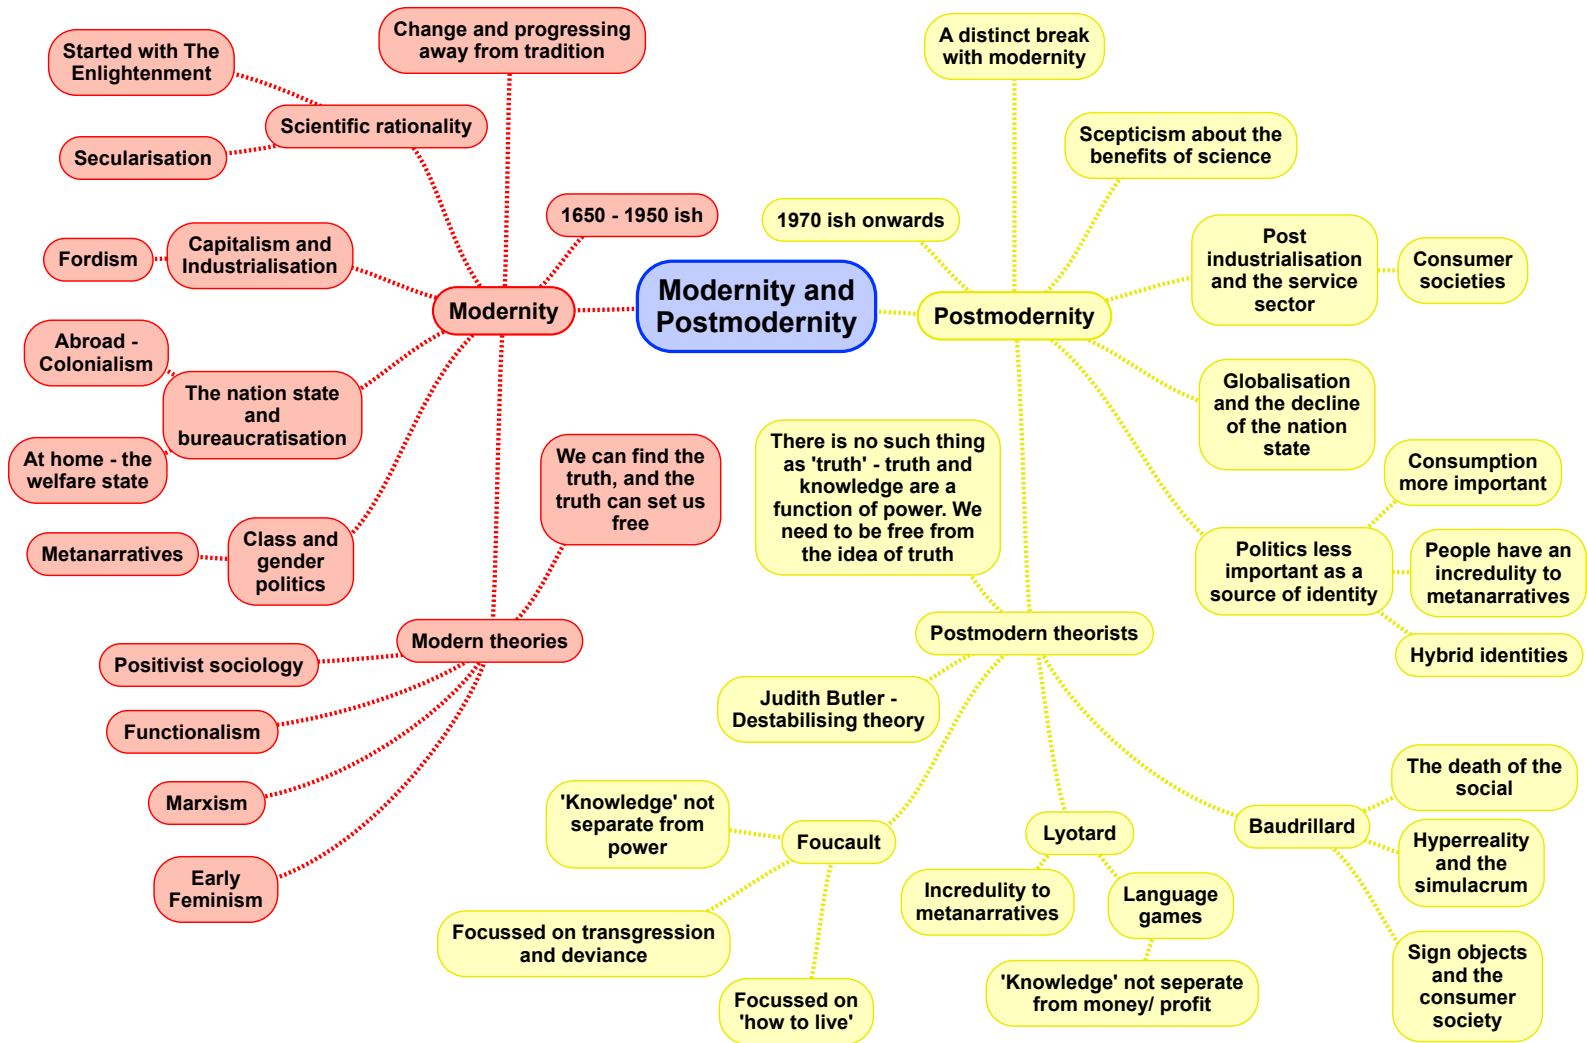 Modernity and
Postmodernity
Modernity
Change and progressing
away from tradition
Started with The
Enlightenment
Scientific rationality
Secularisation
1650 - 1950 ish
Capitalism and
Industrialisation
Fordism
Abroad -
Colonialism
The nation state
and
bureaucratisation
At home - the
welfare state
Class and
gender
politics
Metanarratives
We can find the
truth, and the
truth can set us
free
Modern theories
Positivist sociology
Functionalism
Marxism
Early
Feminism
Postmodernity
A distinct break
with modernity
Scepticism about the
benefits of science
1970 ish onwards
Post
industrialisation
and the service
sector
Consumer
societies
Globalisation
and the decline
of the nation
state
Politics less
important as a
source of identity
Consumption
more important
People have an
incredulity to
metanarratives
Hybrid identities
There is no such thing
as 'truth' - truth and
knowledge are a
function of power. We
need to be free from
the idea of truth
Postmodern theorists
Judith Butler -
Destabilising theory
Foucault
'Knowledge' not
separate from
power
Focussed on transgression
and deviance
Focussed on
'how to live'
Lyotard
Incredulity to
metanarratives
Language
games
'Knowledge' not seperate
from money/ profit
Baudrillard
The death of the
social
Hyperreality
and the
simulacrum
Sign objects
and the
consumer
society